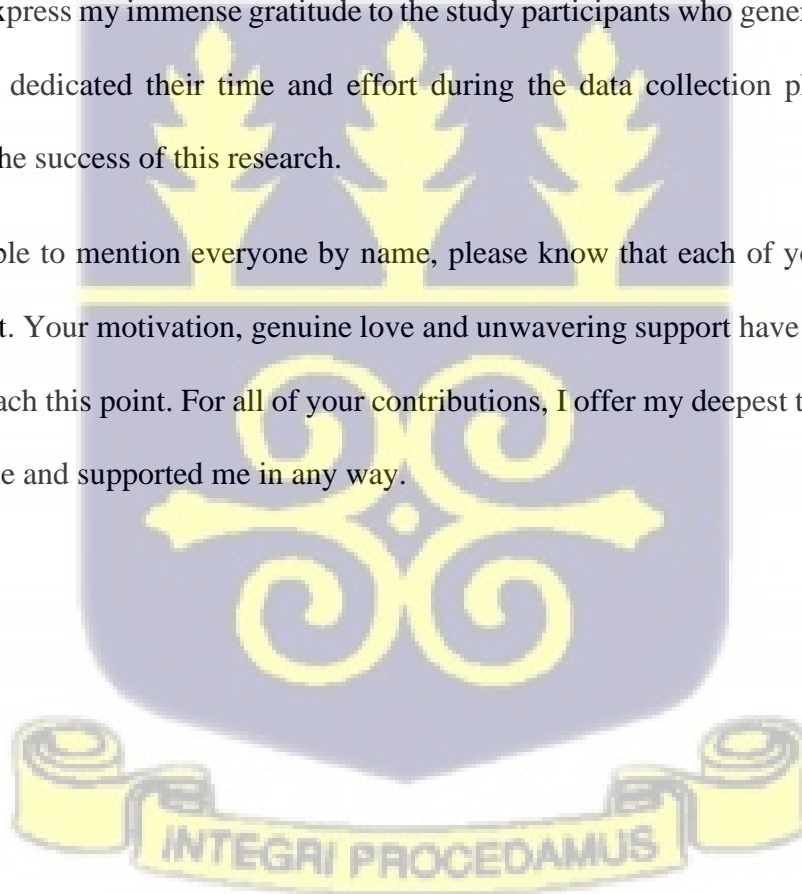 xpress my immense gratitude to the study participants who gener
dedicated their time and effort during the data collection p
he success of this research.
ble to mention everyone by name, please know that each of yo
t. Your motivation, genuine love and unwavering support have
ach this point. For all of your contributions, I offer my deepest t
e and supported me in any way.
INTEGRI PROCEDAMUS